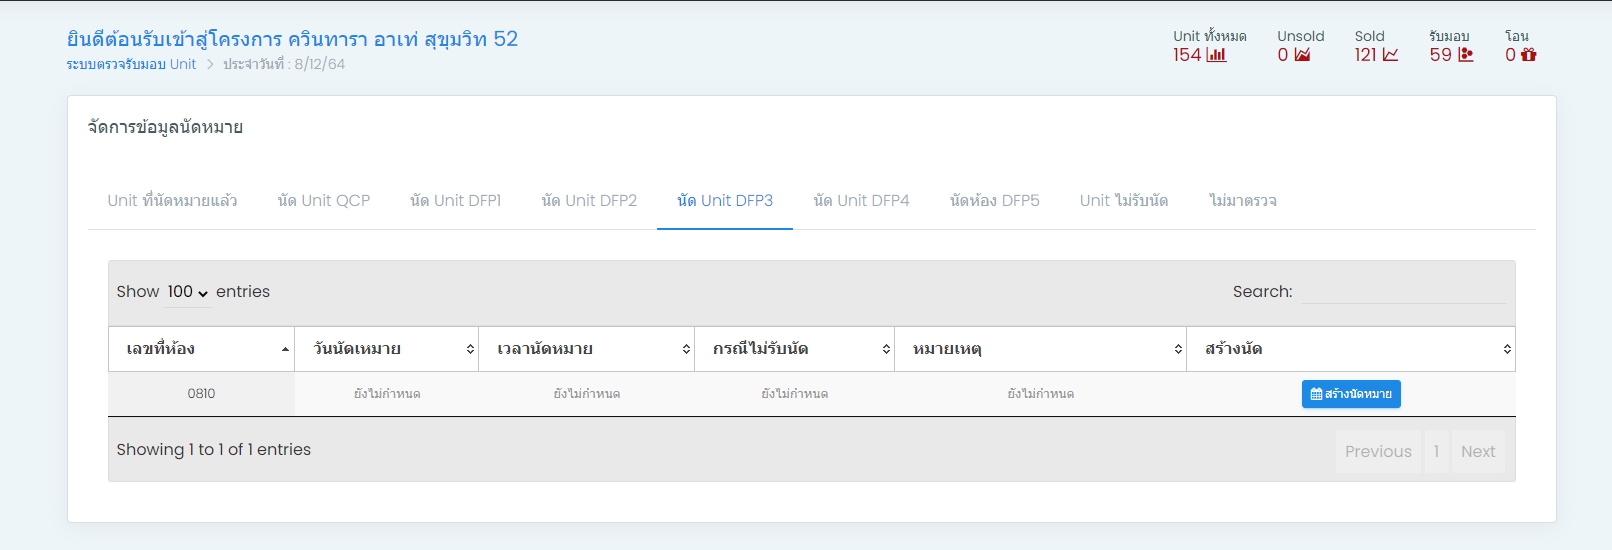 ยินดีต้อนรับเข้าสู่โครงการ ควินทารา อาเท่ สุขุมวิท 52
ระบบตรวจรับมอบ Unit > ประจำวันที่ : 8/12/64
Unit ทั้งหมด Unsold Sold รับมอบ โอน
154 0 121 59 0
จัดการข้อมูลนัดหมาย
Unit ที่นัดหมายแล้ว นัด Unit QCP นัด Unit DFP1 นัด Unit DFP2 นัด Unit DFP3 นัด Unit DFP4 นัดห้อง DFP5 Unit ไม่รับนัด ไม่มาตรวจ
Show 100 entries Search:
เลขที่ห้อง วันนัดเหมาย เวลานัดหมาย กรณีไม่รับนัด หมายเหตุ สร้างนัด
0810 ยังไม่กำหนด ยังไม่กำหนด ยังไม่กำหนด ยังไม่กำหนด สร้างนัดหมาย
Showing 1 to 1 of 1 entries Previous 1 Next